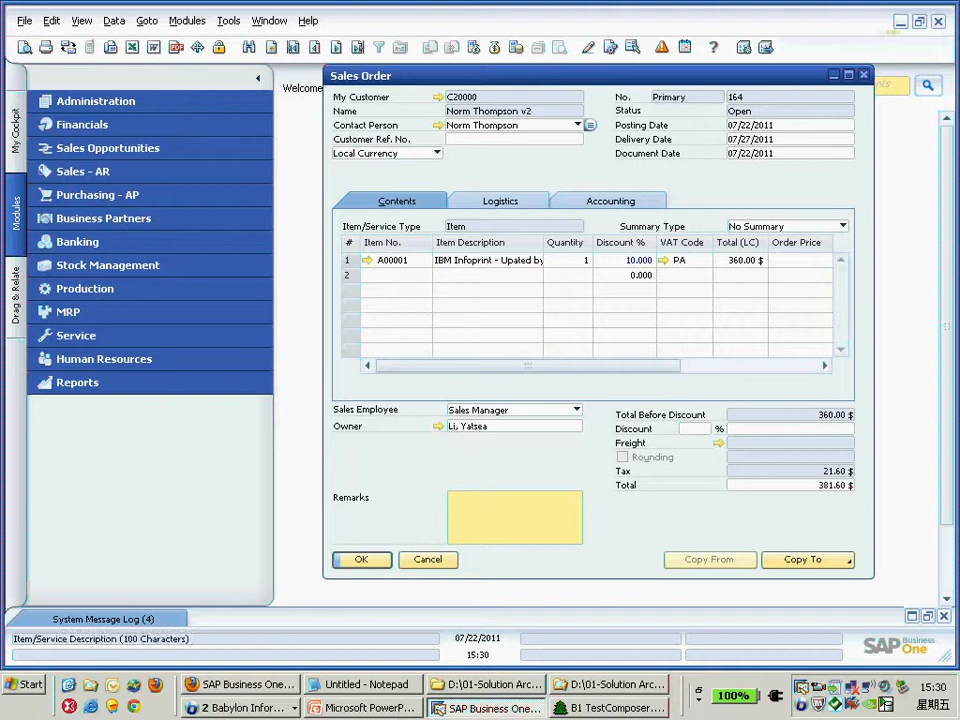 File Edit View Data Goto Modules Tools Window Help
My Cockpit
Modules
Drag & Relate
Administration
Financials
Sales Opportunities
Sales - AR
Purchasing - AP
Business Partners
Banking
Stock Management
Production
MRP
Service
Human Resources
Reports
Welcome
Sales Order
My Customer C20000
Name Norm Thompson v2
Contact Person Norm Thompson
Customer Ref. No.
Local Currency
No. Primary 164
Status Open
Posting Date 07/22/2011
Delivery Date 07/27/2011
Document Date 07/22/2011
Contents Logistics Accounting
Item/Service Type Item Summary Type No Summary
# Item No. Item Description Quantity Discount % VAT Code Total (LC) Order Price
1 A00001 IBM Infoprint - Upated by 1 10.000 PA 360.00 $
2 0.000
Sales Employee Sales Manager
Owner Li, Yatsea
Remarks
Total Before Discount 360.00 $
Discount %
Freight
Rounding
Tax 21.60 $
Total 381.60 $
OK Cancel Copy From Copy To
System Message Log (4)
Item/Service Description (100 Characters) 07/22/2011
15:30
SAP Business One
Start SAP Business One... Untitled - Notepad D:\01-Solution Arc... D:\01-Solution Arc... 100% 15:30
2 Babylon Infor... Microsoft PowerP... SAP Business One... B1 TestComposer.... 星期五